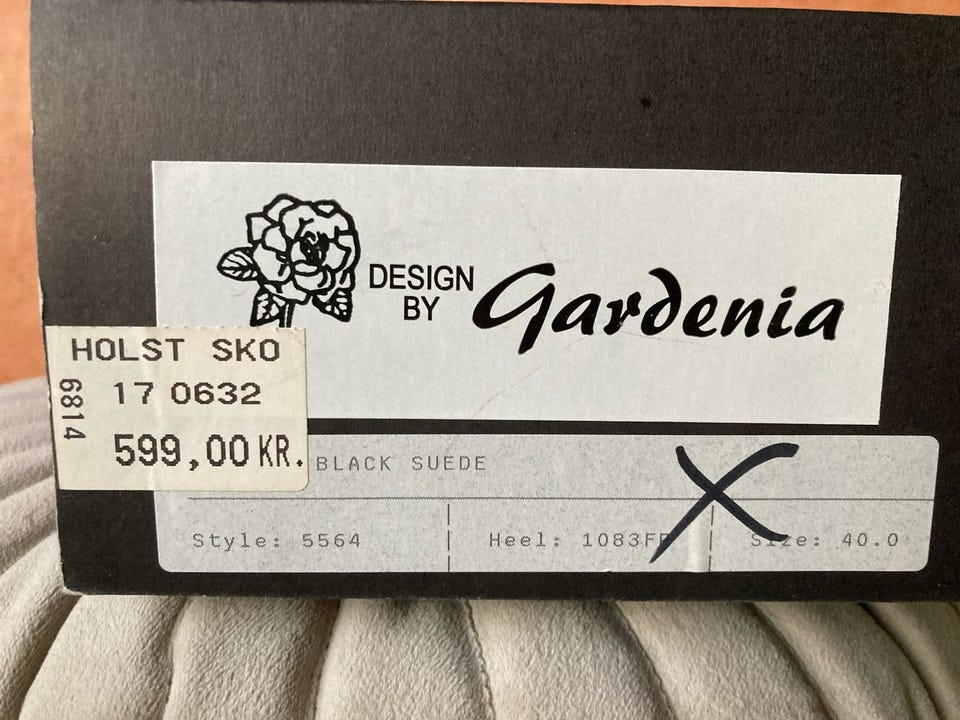 DESIGN
BY
Gardenia
HOLST SKO
17 0632
6814
599,00 KR.
BLACK SUEDE
Style: 5564
Heel:
Size: 40.0